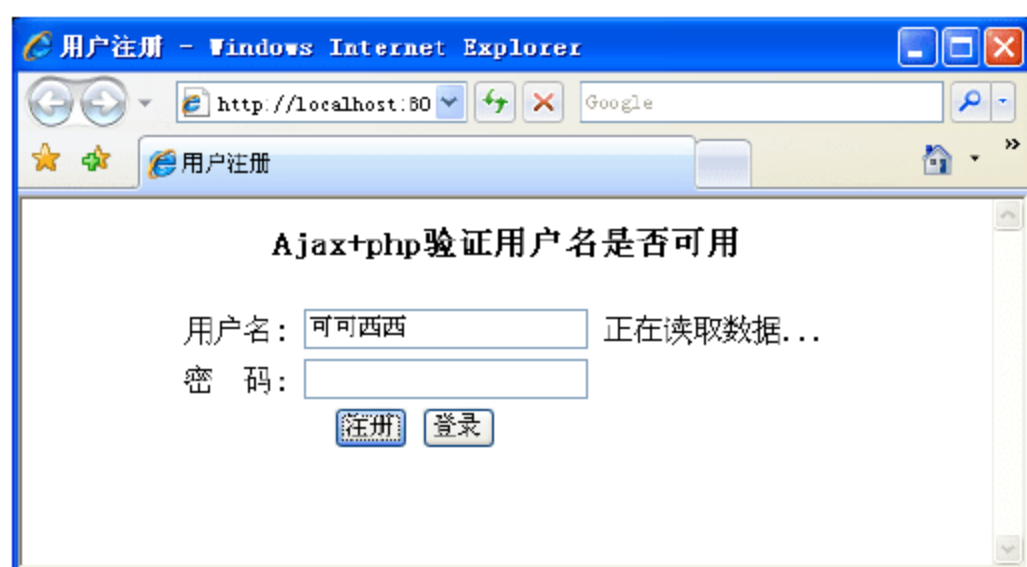 用户注册 - Windows Internet Explorer
http://localhost:80
Google
用户注册
»
Ajax+php验证用户名是否可用
用户名: 可可西西 正在读取数据...
密 码:
注册 登录